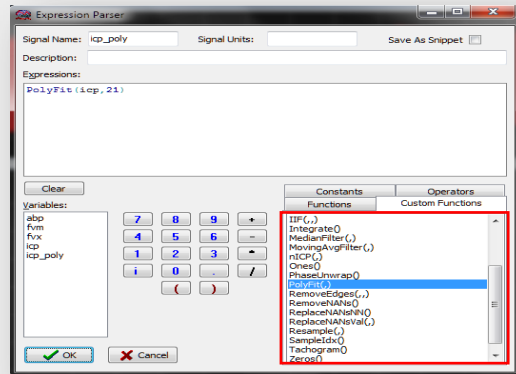 Expression Parser
Signal Name: icp_poly Signal Units: Save As Snippet
Description:
Expressions:
PolyFit(icp,21)
Clear
Constants Operators
Functions Custom Functions
Variables:
abp
fvm
fvx
icp
icp_poly
7 8 9 +
4 5 6 -
1 2 3 *
i 0 . /
( )
IIF(,,)
Integrate()
MedianFilter(,)
MovingAvgFilter(,)
nICP(,)
Ones()
PhaseUnwrap()
PolyFit(,)
RemoveEdges(,,)
RemoveNANs()
ReplaceNANsNN()
ReplaceNANsVal(,)
Resample(,)
SampleIdx()
Tachogram()
Zeros()
OK Cancel